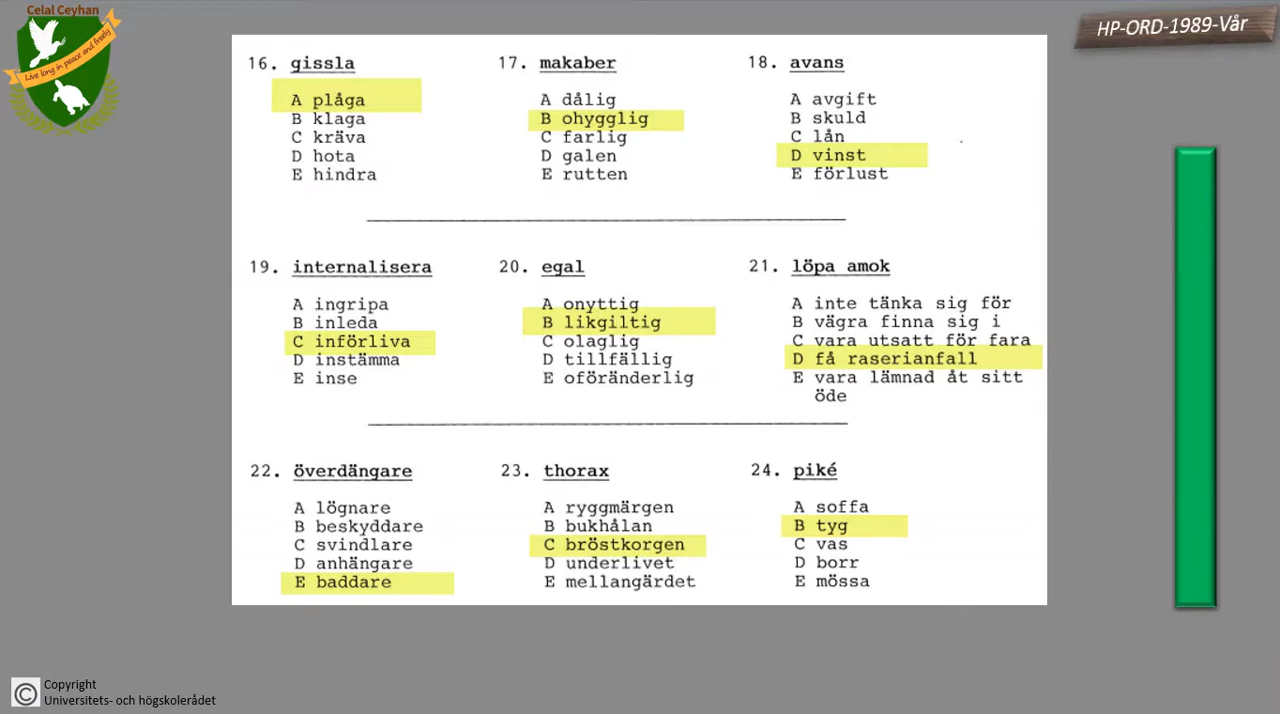 Celal Ceyhan
Live long in peace and freely
HP-ORD-1989-Vår
16. gissla
A plåga
B klaga
C kräva
D hota
E hindra
17. makaber
A dålig
B ohygglig
C farlig
D galen
E rutten
18. avans
A avgift
B skuld
C lån
D vinst
E förlust
19. internalisera
A ingripa
B inleda
C införliva
D instämma
E inse
20. egal
A onyttig
B likgiltig
C olaglig
D tillfällig
E oföränderlig
21. löpa amok
A inte tänka sig för
B vägra finna sig i
C vara utsatt för fara
D få raserianfall
E vara lämnad åt sitt
öde
22. överdängare
A lögnare
B beskyddare
C svindlare
D anhängare
E baddare
23. thorax
A ryggmärgen
B bukhålan
C bröstkorgen
D underlivet
E mellangärdet
24. piké
A soffa
B tyg
C vas
D borr
E mössa
© Copyright
Universitets- och högskolerådet